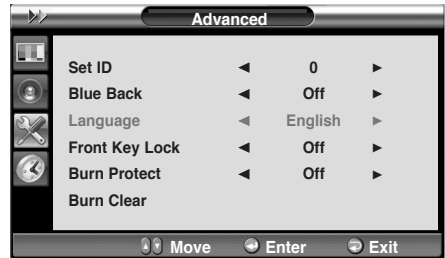 Advanced
Set ID ◄ 0 ►
Blue Back ◄ Off ►
Language ◄ English ►
Front Key Lock ◄ Off ►
Burn Protect ◄ Off ►
Burn Clear
Move Enter Exit